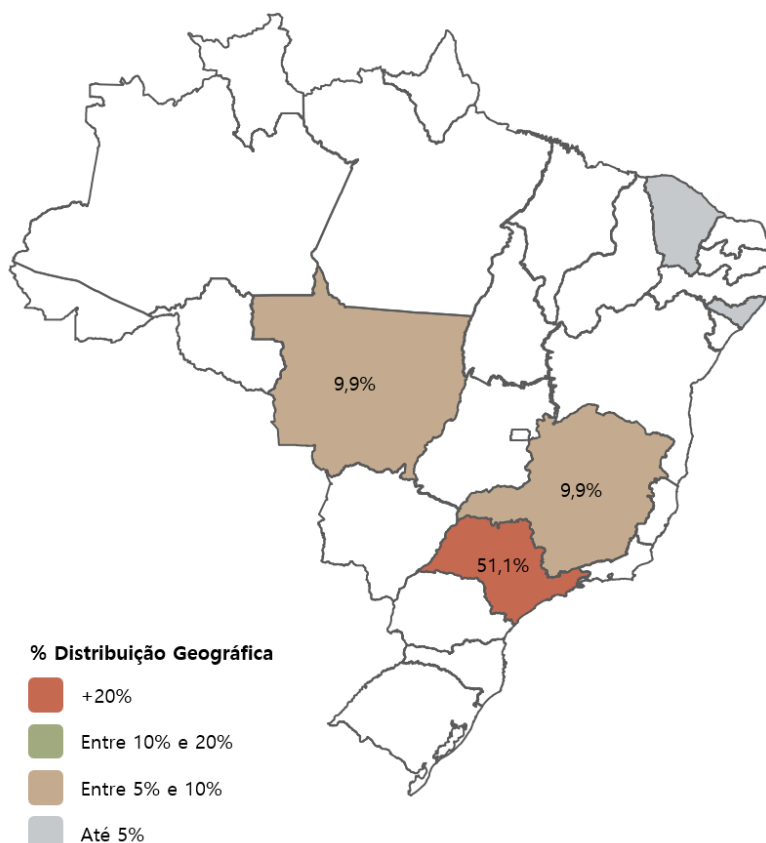 9,9%
9,9%
51,1%
% Distribuição Geográfica
+20%
Entre 10% e 20%
Entre 5% e 10%
Até 5%